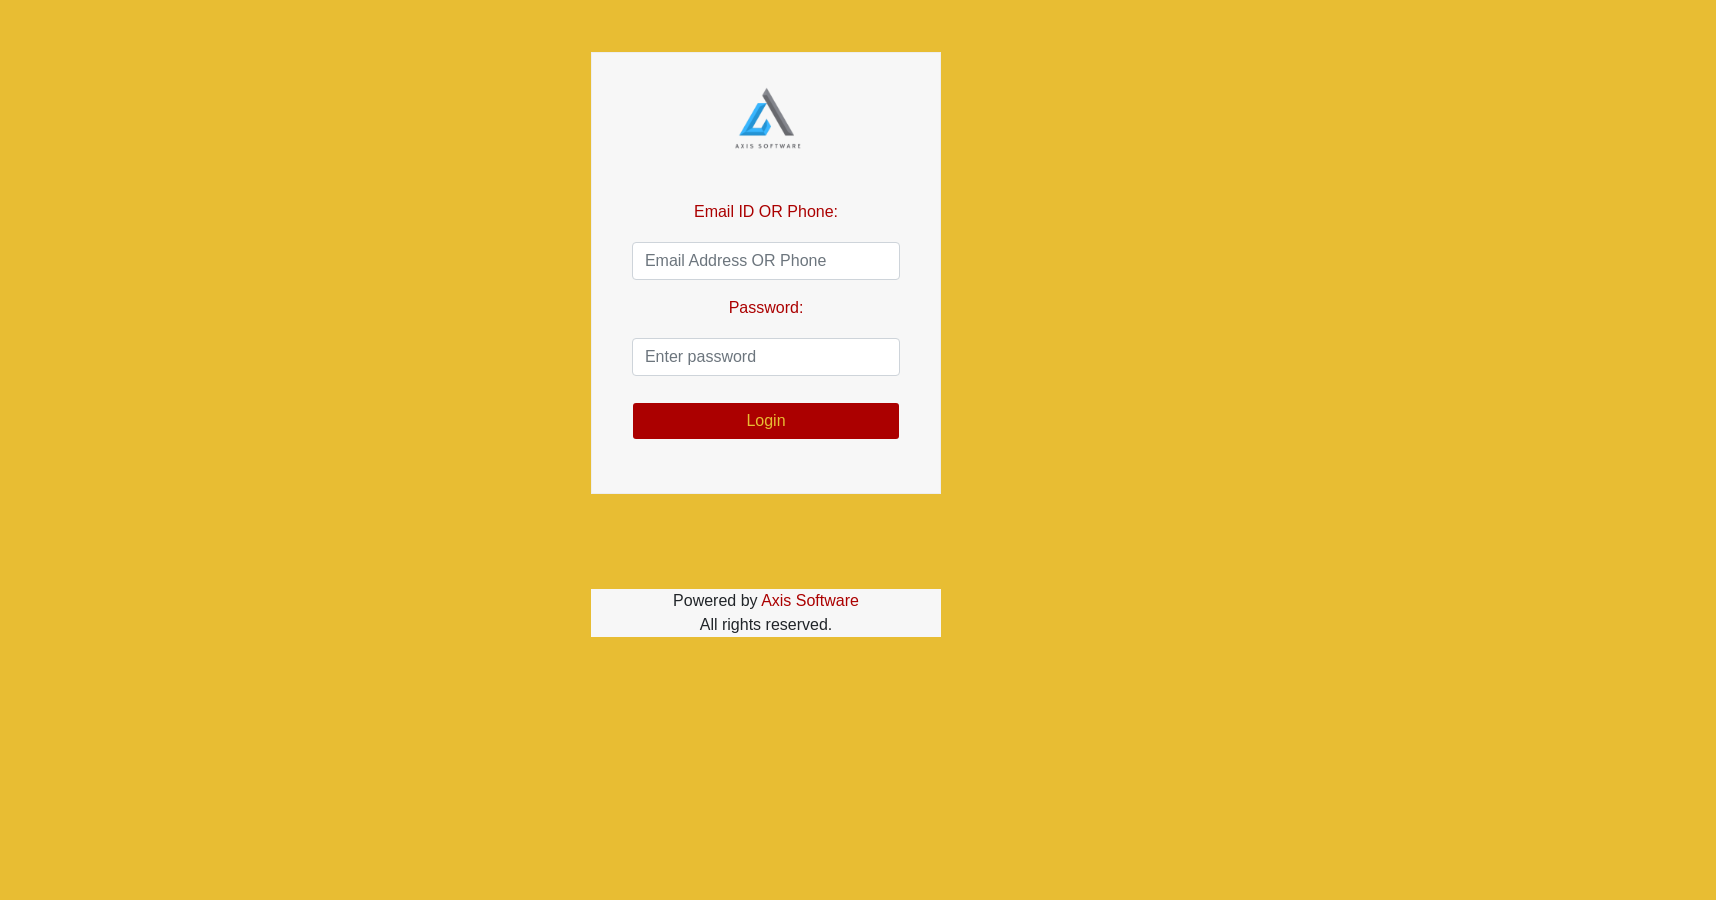 AXIS SOFTWARE
Email ID OR Phone:
Email Address OR Phone
Password:
Enter password
Login
Powered by Axis Software
All rights reserved.